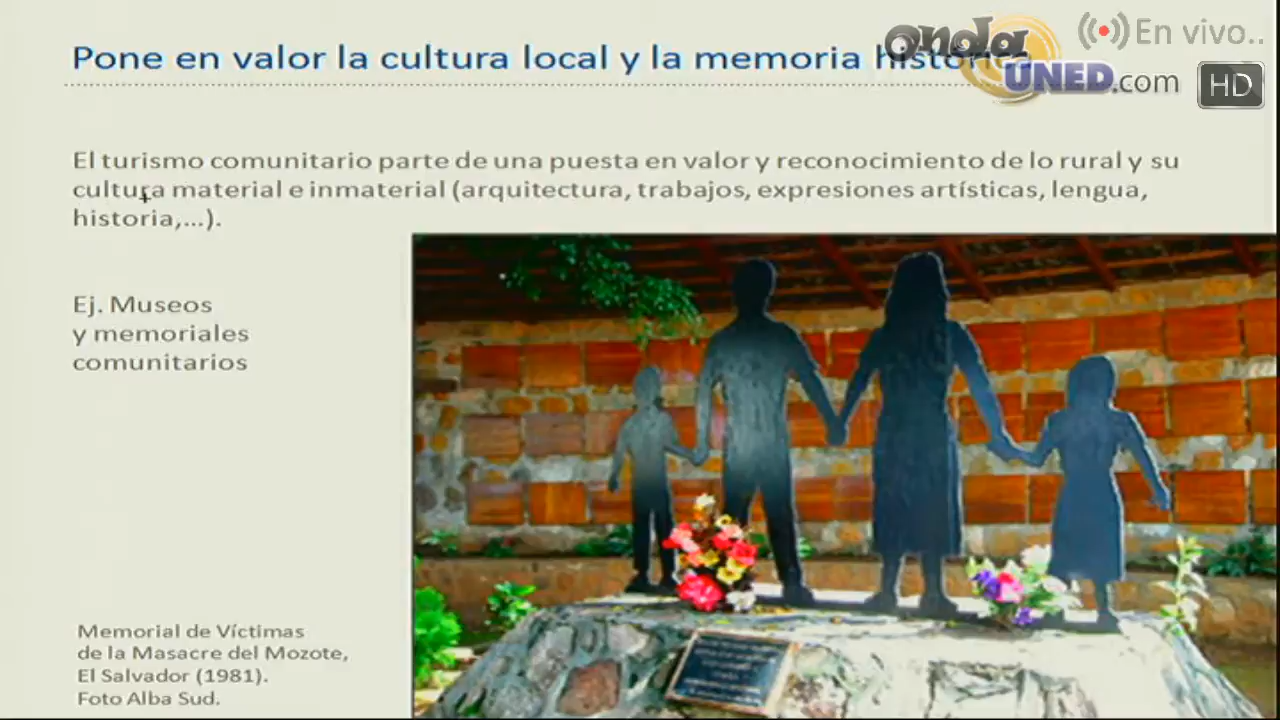 Pone en valor la cultura local y la memoria histórica
onda
UNED.com
En vivo..
HD
El turismo comunitario parte de una puesta en valor y reconocimiento de lo rural y su
cultura material e inmaterial (arquitectura, trabajos, expresiones artísticas, lengua,
historia,...).
Ej. Museos
y memoriales
comunitarios
Memorial de Víctimas
de la Masacre del Mozote,
El Salvador (1981).
Foto Alba Sud.